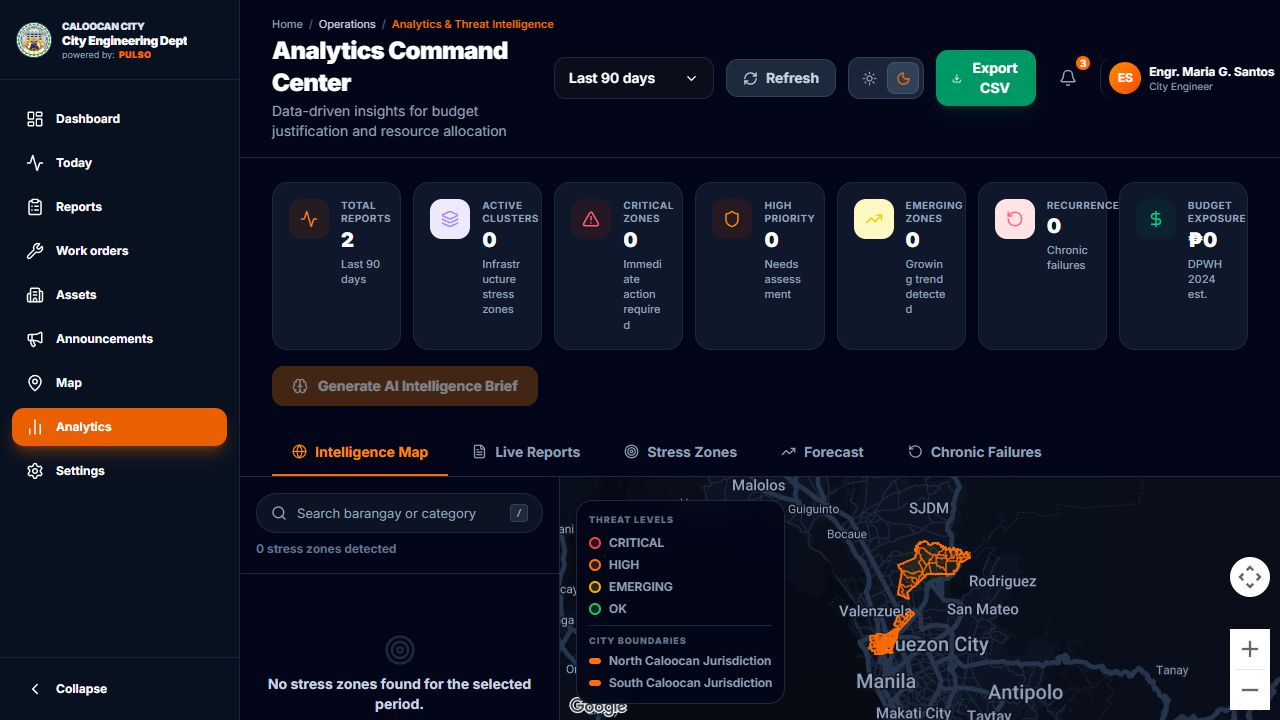 CALOOCAN CITY
City Engineering Dept
powered by: PULSO
Dashboard
Today
Reports
Work orders
Assets
Announcements
Map
Analytics
Settings
Collapse
Home / Operations / Analytics & Threat Intelligence
Analytics Command
Center
Data-driven insights for budget
justification and resource allocation
Last 90 days
Refresh
Export
CSV
3
ES
Engr. Maria G. Santos
City Engineer
TOTAL
REPORTS
2
Last 90
days
ACTIVE
CLUSTERS
0
Infrastr
ucture
stress
zones
CRITICAL
ZONES
0
Immedi
ate
action
require
d
HIGH
PRIORITY
0
Needs
assess
ment
EMERGING
ZONES
0
Growin
g trend
detecte
d
RECURRENCE
0
Chronic
failures
BUDGET
EXPOSURE
₱0
DPWH
2024
est.
Generate AI Intelligence Brief
Intelligence Map
Live Reports
Stress Zones
Forecast
Chronic Failures
Search barangay or category
/
0 stress zones detected
No stress zones found for the selected
period.
THREAT LEVELS
CRITICAL
HIGH
EMERGING
OK
CITY BOUNDARIES
North Caloocan Jurisdiction
South Caloocan Jurisdiction
Malolos
Guiguinto
SJDM
Bocaue
Rodriguez
Valenzuela
San Mateo
uezon City
Manila
Tanay
Antipolo
Makati City
Taytay
Google